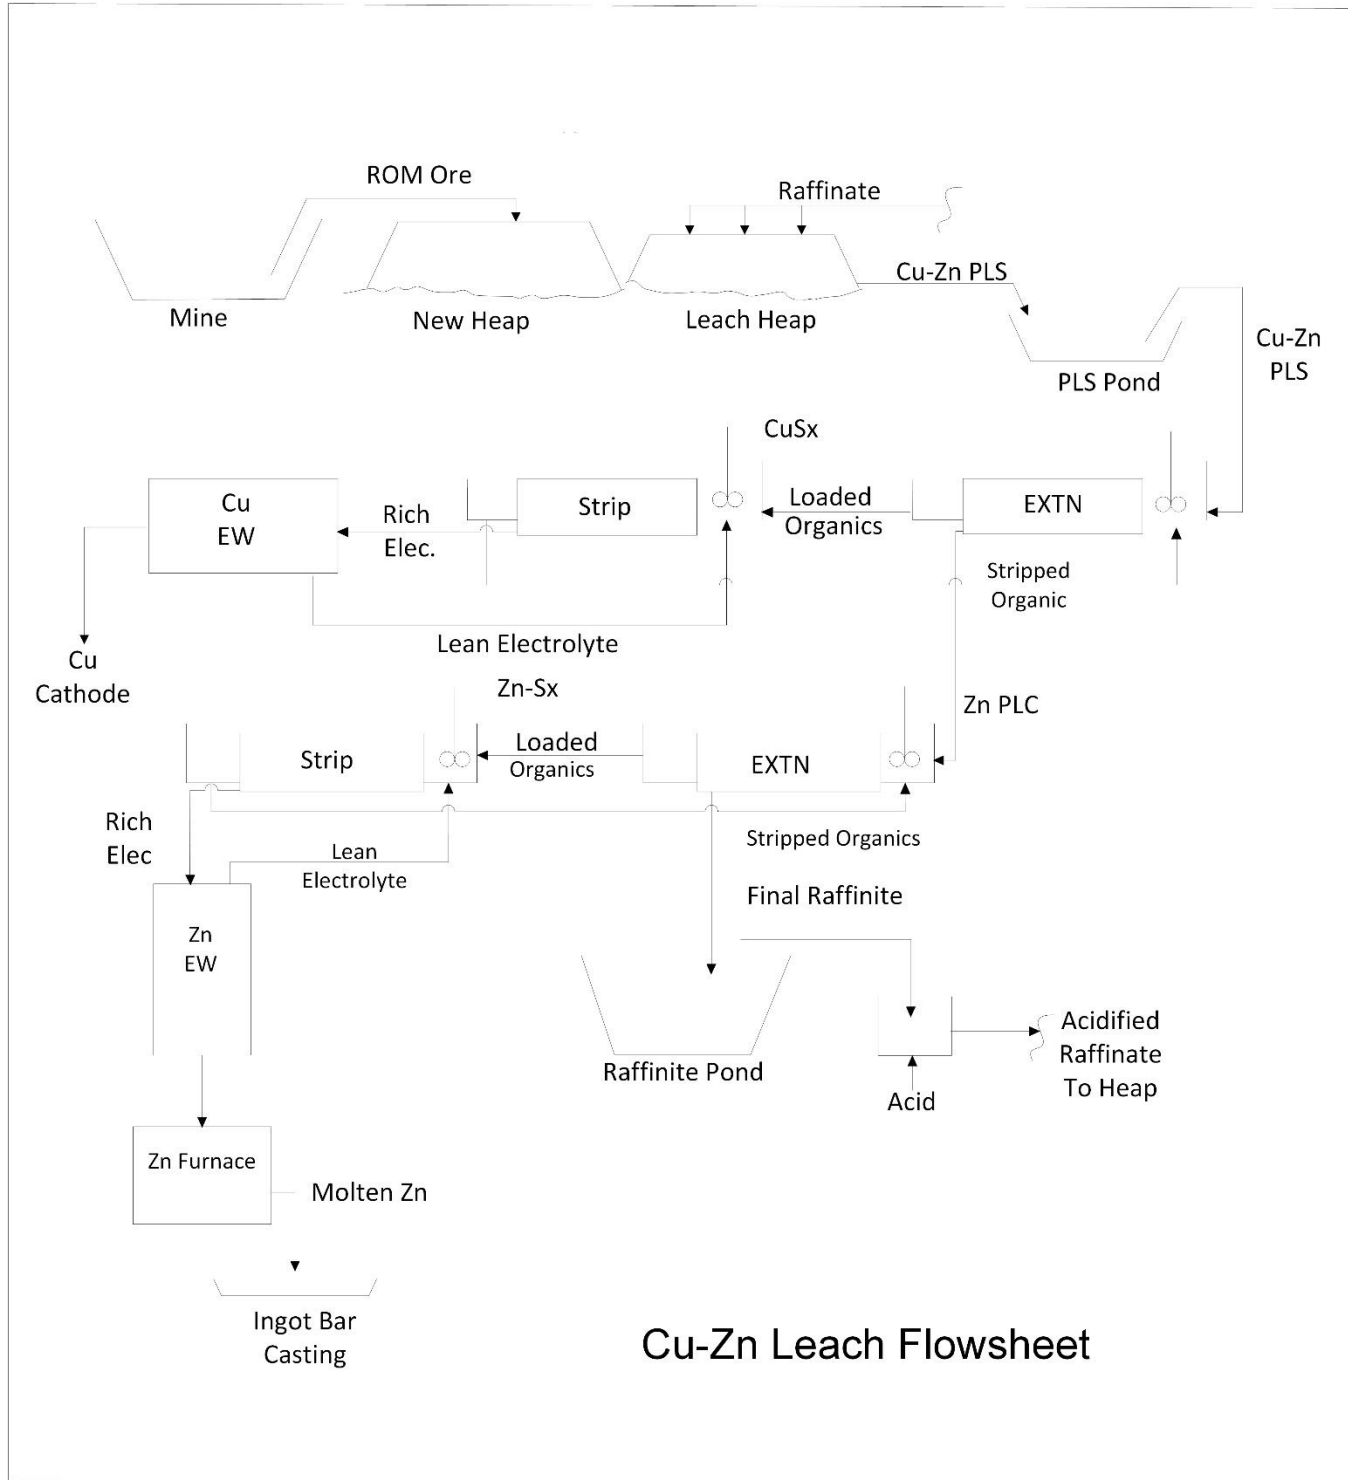 ROM Ore
Raffinate
Cu-Zn PLS
Mine
New Heap
Leach Heap
PLS Pond
Cu-Zn
PLS
CuSx
Cu
EW
Rich
Elec.
Strip
Loaded
Organics
EXTN
Stripped
Organic
Lean Electrolyte
Cu
Cathode
Zn-Sx
Zn PLC
Strip
Loaded
Organics
EXTN
Rich
Elec
Lean
Electrolyte
Stripped Organics
Final Raffinite
Zn
EW
Raffinite Pond
Acid
Acidified
Raffinate
To Heap
Zn Furnace
Molten Zn
Ingot Bar
Casting
Cu-Zn Leach Flowsheet